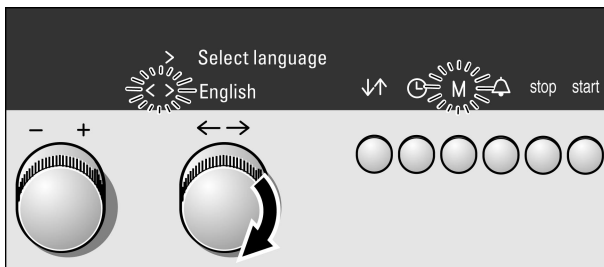 > Select language
< > English
M stop start
− +
← →